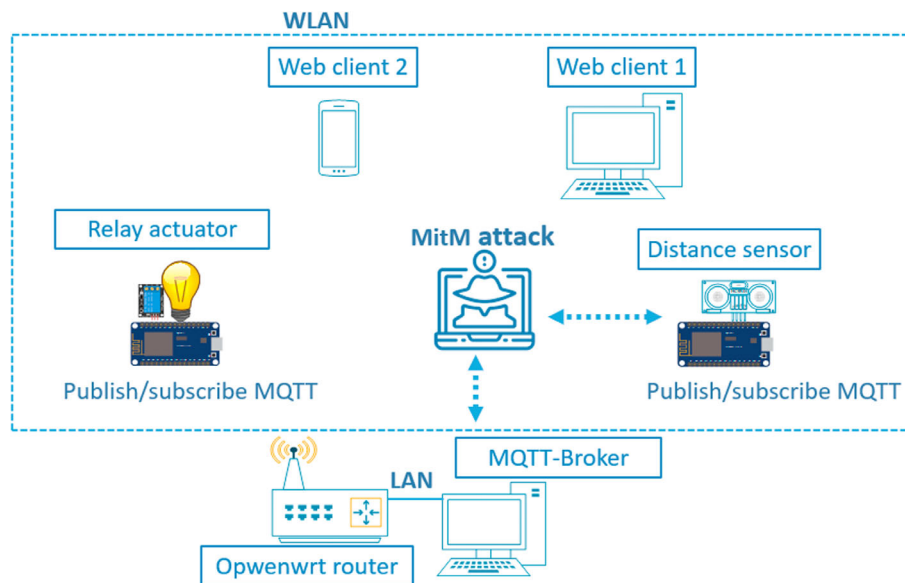 WLAN
Web client 2
Web client 1
Relay actuator
MitM attack
Distance sensor
Publish/subscribe MQTT
Publish/subscribe MQTT
MQTT-Broker
LAN
Opwenwrt router